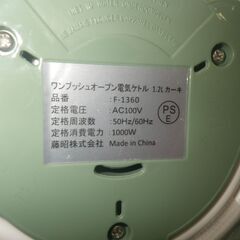 ワンプッシュオープン電気ケトル 1.2L カーキ
品番 : F-1360
定格電圧 : AC100V
定格周波数 : 50Hz/60Hz
定格消費電力 : 1000W
藤昭株式会社 Made in China
PS
E